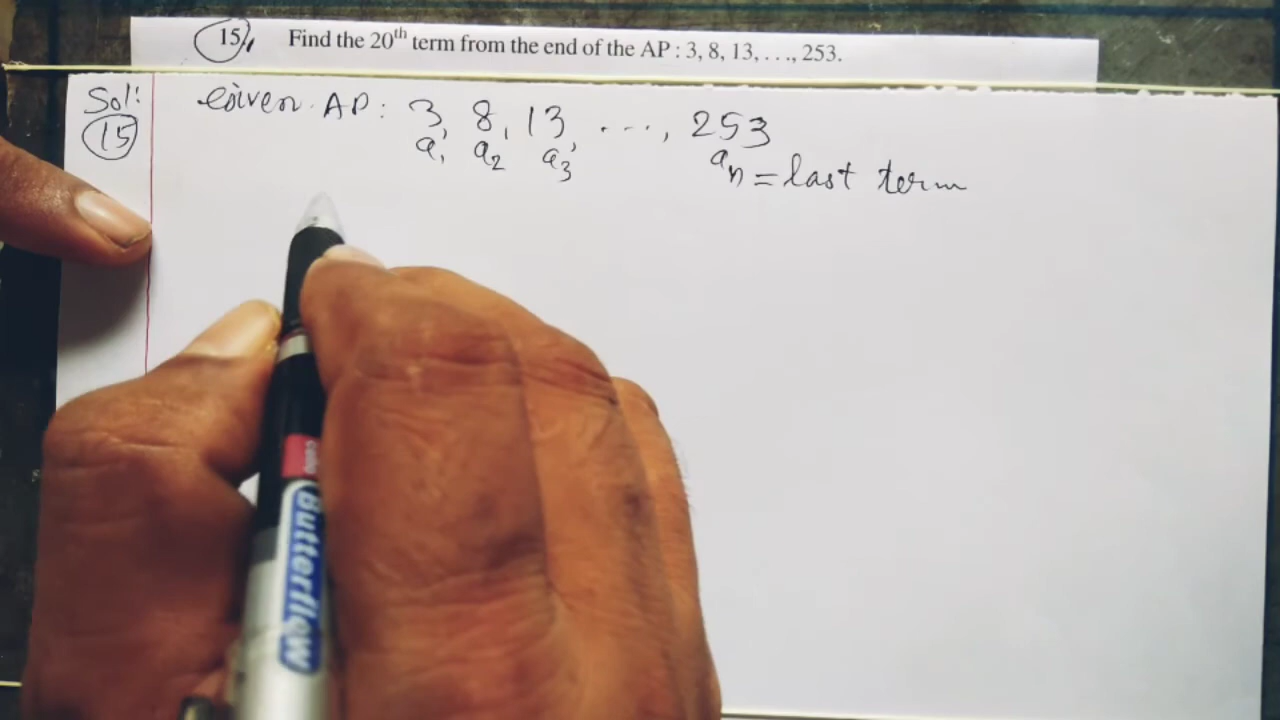 15, Find the 20th term from the end of the AP : 3, 8, 13, . . ., 253.
Sol:
15
Given AP: 3, 8, 13, ..., 253
a1 a2 a3 an = last term
cello
Butterflow